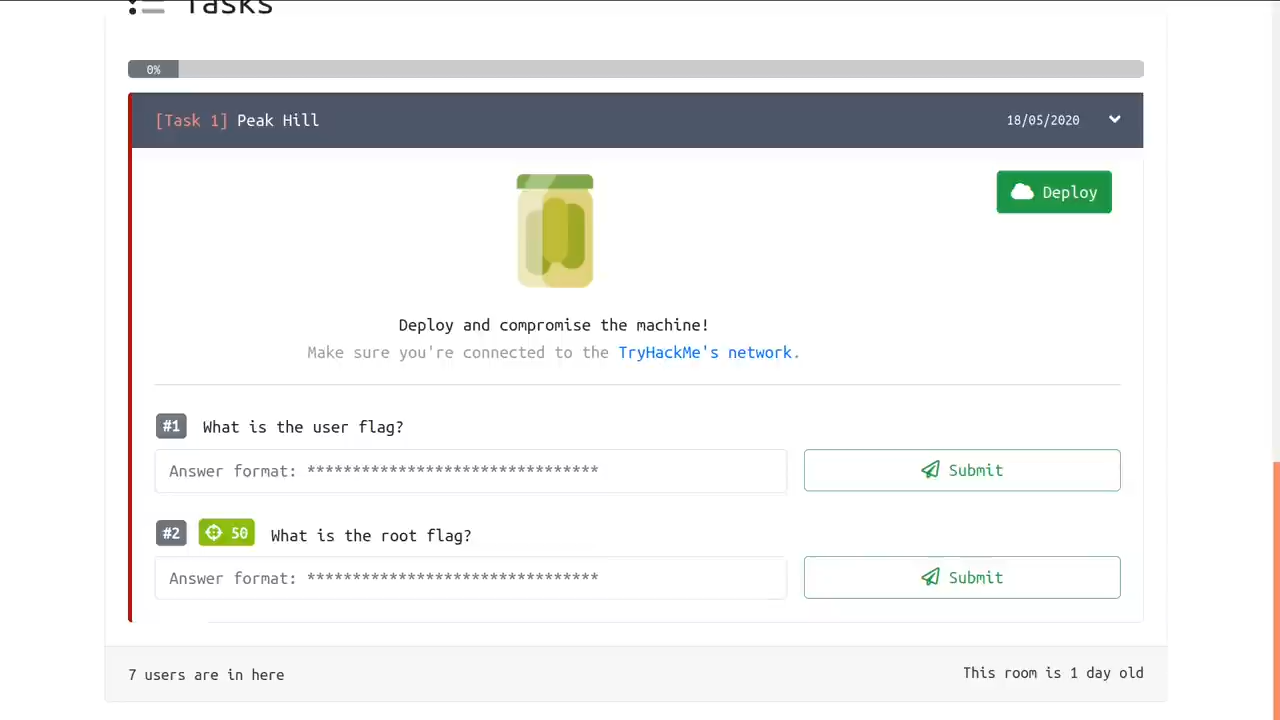 Tasks
0%
[Task 1] Peak Hill
18/05/2020
Deploy
Deploy and compromise the machine!
Make sure you're connected to the TryHackMe's network.
#1 What is the user flag?
Answer format: ********************************
Submit
#2 50 What is the root flag?
Answer format: ********************************
Submit
7 users are in here
This room is 1 day old